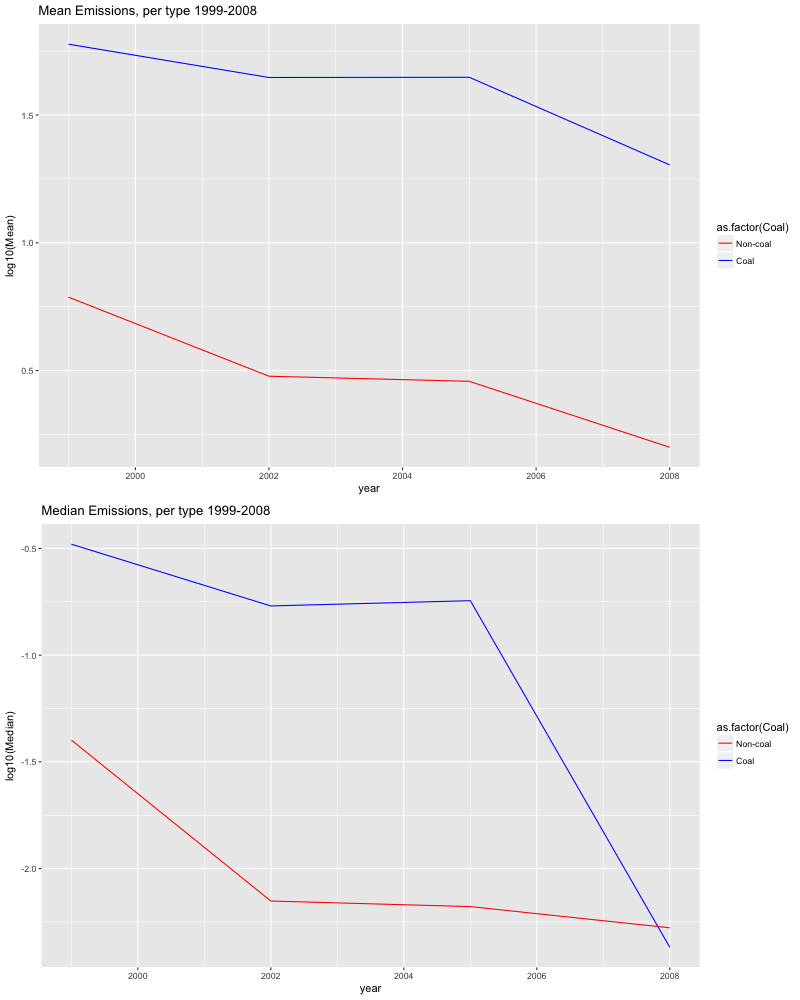 Mean Emissions, per type 1999-2008
1.5
1.0
0.5
log10(Mean)
2000 2002 2004 2006 2008
year
as.factor(Coal)
Non-coal
Coal
Median Emissions, per type 1999-2008
-0.5
-1.0
-1.5
-2.0
log10(Median)
2000 2002 2004 2006 2008
year
as.factor(Coal)
Non-coal
Coal